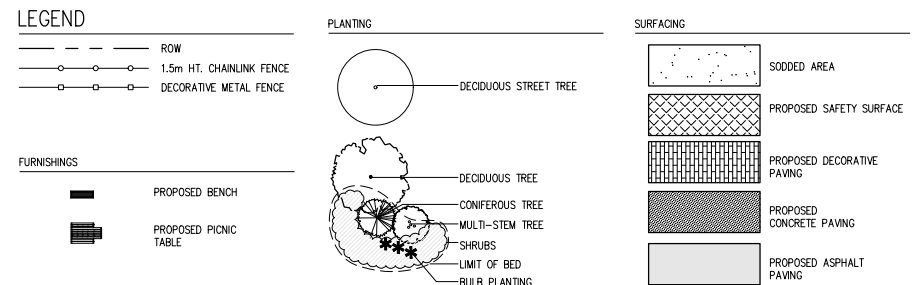 LEGEND
ROW
1.5m HT. CHAINLINK FENCE
DECORATIVE METAL FENCE
FURNISHINGS
PROPOSED BENCH
PROPOSED PICNIC
TABLE
PLANTING
DECIDUOUS STREET TREE
DECIDUOUS TREE
CONIFEROUS TREE
MULTI-STEM TREE
SHRUBS
LIMIT OF BED
BULB PLANTING
SURFACING
SODDED AREA
PROPOSED SAFETY SURFACE
PROPOSED DECORATIVE
PAVING
PROPOSED
CONCRETE PAVING
PROPOSED ASPHALT
PAVING